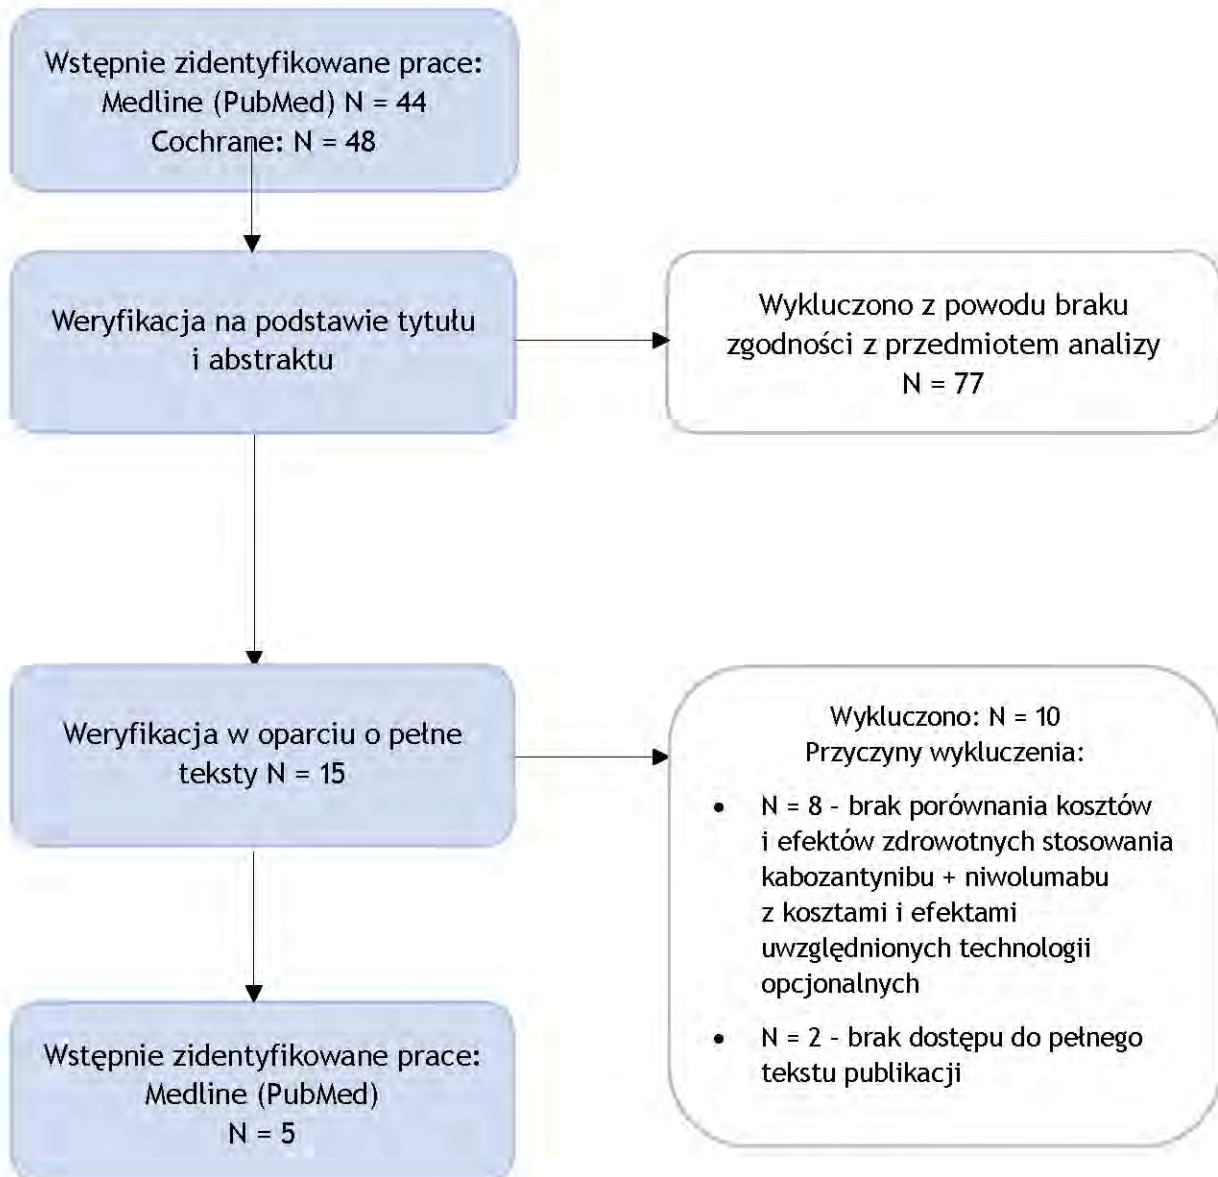 Wstępnie zidentyfikowane prace:
Medline (PubMed) N = 44
Cochrane: N = 48
Weryfikacja na podstawie tytułu
i abstraktu
Wykluczono z powodu braku
zgodności z przedmiotem analizy
N = 77
Weryfikacja w oparciu o pełne
teksty N = 15
Wykluczono: N = 10
Przyczyny wykluczenia:
• N = 8 - brak porównania kosztów
i efektów zdrowotnych stosowania
kabozantynibu + niwolumabu
z kosztami i efektami
uwzględnionych technologii
opcjonalnych
• N = 2 - brak dostępu do pełnego
tekstu publikacji
Wstępnie zidentyfikowane prace:
Medline (PubMed)
N = 5